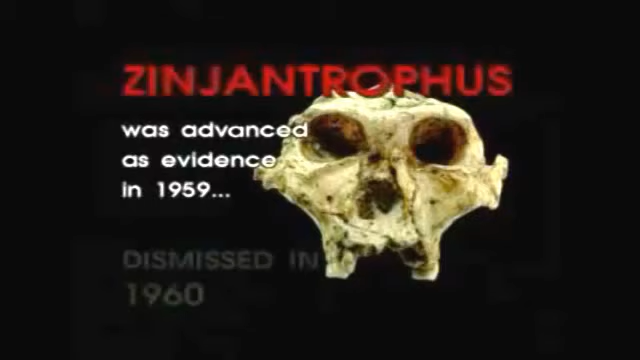 ZINJANTROPHUS
was advanced
as evidence
in 1959...
DISMISSED IN
1960